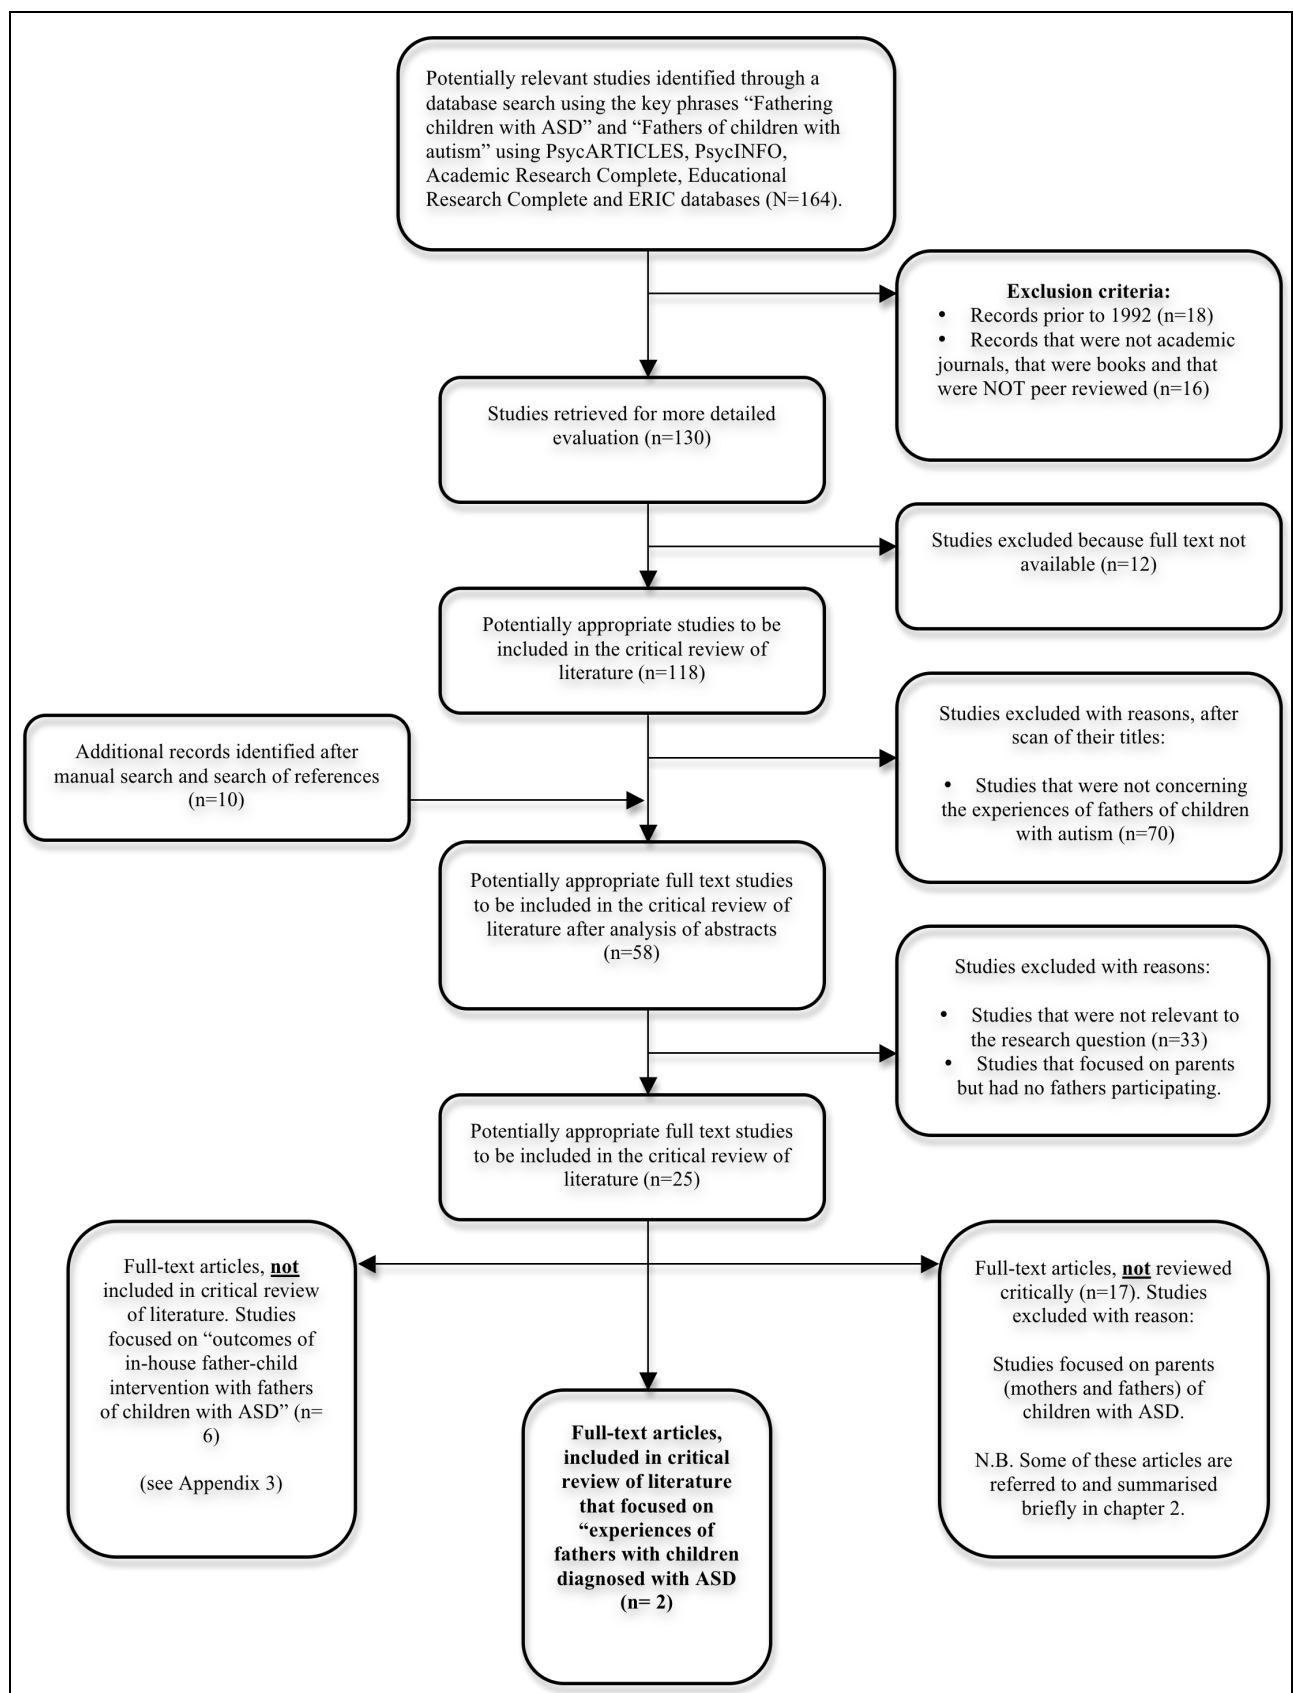 Potentially relevant studies identified through a
database search using the key phrases “Fathering
children with ASD” and “Fathers of children with
autism” using PsycARTICLES, PsycINFO,
Academic Research Complete, Educational
Research Complete and ERIC databases (N=164).
Exclusion criteria:
• Records prior to 1992 (n=18)
• Records that were not academic
journals, that were books and that
were NOT peer reviewed (n=16)
Studies retrieved for more detailed
evaluation (n=130)
Studies excluded because full text not
available (n=12)
Potentially appropriate studies to be
included in the critical review of
literature (n=118)
Studies excluded with reasons, after
scan of their titles:
• Studies that were not concerning
the experiences of fathers of children
with autism (n=70)
Additional records identified after
manual search and search of references
(n=10)
Potentially appropriate full text studies
to be included in the critical review of
literature after analysis of abstracts
(n=58)
Studies excluded with reasons:
• Studies that were not relevant to
the research question (n=33)
• Studies that focused on parents
but had no fathers participating.
Potentially appropriate full text studies
to be included in the critical review of
literature (n=25)
Full-text articles, not
included in critical review
of literature. Studies
focused on “outcomes of
in-house father-child
intervention with fathers
of children with ASD” (n=
6)
(see Appendix 3)
Full-text articles,
included in critical
review of literature
that focused on
“experiences of
fathers with children
diagnosed with ASD
(n= 2)
Full-text articles, not reviewed
critically (n=17). Studies
excluded with reason:
Studies focused on parents
(mothers and fathers) of
children with ASD.
N.B. Some of these articles are
referred to and summarised
briefly in chapter 2.